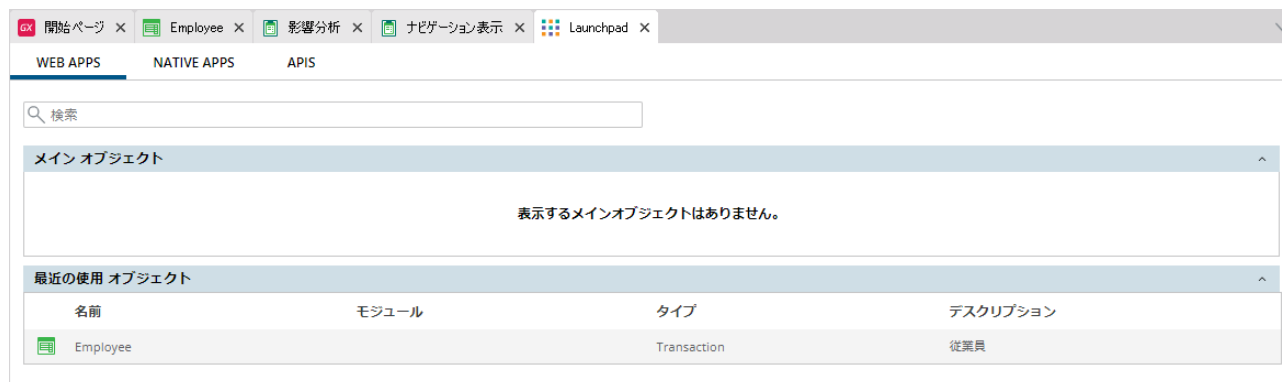 GX 開始ページ × Employee × 影響分析 × ナビゲーション表示 × Launchpad ×
WEB APPS NATIVE APPS APIS
検索
メイン オブジェクト
表示するメインオブジェクトはありません。
最近の使用 オブジェクト
名前 モジュール タイプ デスクリプション
Employee Transaction 従業員